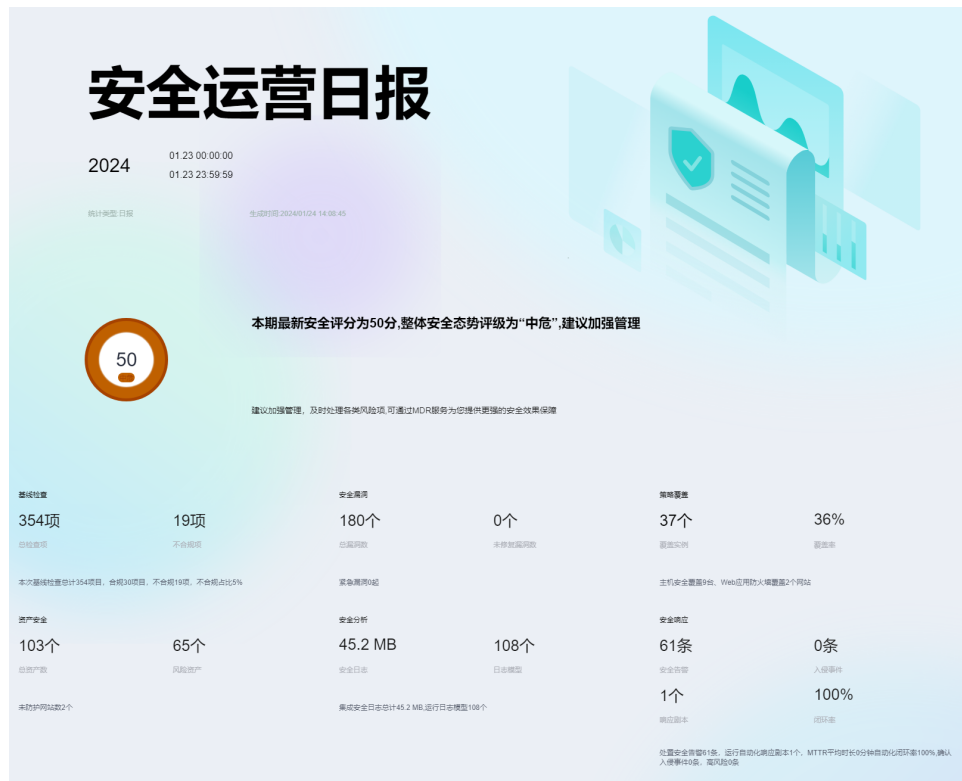 安全运营日报
2024
01.23 00:00:00
01.23 23:59:59
统计类型:日报
生成时间:2024/01/24 14:08:45
本期最新安全评分为50分,整体安全态势评级为“中危”,建议加强管理
50
建议加强管理，及时处理各类风险项,可通过MDR服务为您提供更强的安全效果保障
基线检查
354项
19项
总检查项
不合规项
本次基线检查总计354项目，合规30项目，不合规19项，不合规占比5%
安全漏洞
180个
0个
总漏洞数
未修复漏洞数
紧急漏洞0起
策略覆盖
37个
36%
覆盖实例
覆盖率
主机安全覆盖9台，Web应用防火墙覆盖2个网站
资产安全
103个
65个
总资产数
风险资产
未防护网站数2个
安全分析
45.2 MB
108个
安全日志
日志模型
集成安全日志总计45.2 MB,运行日志模型108个
安全响应
61条
0条
安全告警
入侵事件
1个
100%
响应剧本
闭环率
处置安全告警61条，运行自动化响应剧本1个，MTTR平均时长0分钟自动化闭环率100%,确认
入侵事件0条，高风险0条